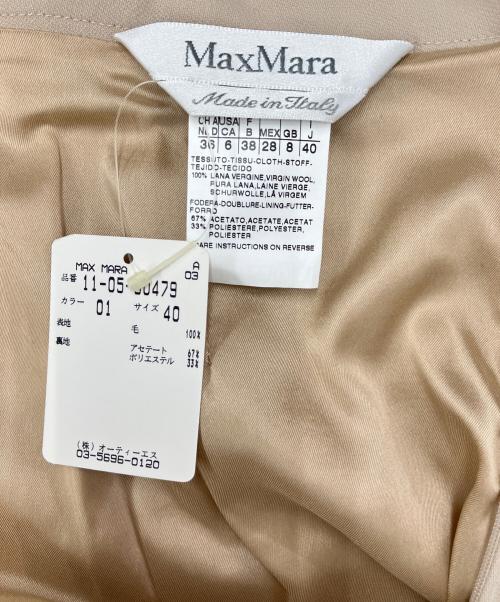 MaxMara
Made in Italy
CH AUSA F I
NL D CA B MEX GB J
36 6 38 28 8 40
TESSUTO-TISSU-CLOTH-STOFF-
TEJIDO-TECIDO
100% LANA VERGINE,VIRGIN WOOL,
PURA LANA,LAINE VIERGE,
SCHURWOLLE,LÃ VIRGEM
FODERA-DOUBLURE-LINING-FUTTER-
FORRO
67% ACETATO,ACETATE,ACETAT
33% POLIESTERE,POLYESTER,
POLIESTER
CARE INSTRUCTIONS ON REVERSE
MAX MARA A
03
品番 11-05-0479
カラー 01 サイズ 40
表地 毛 100%
裏地 アセテート 67%
ポリエステル 33%
(株)オーティーエス
03-5696-0120